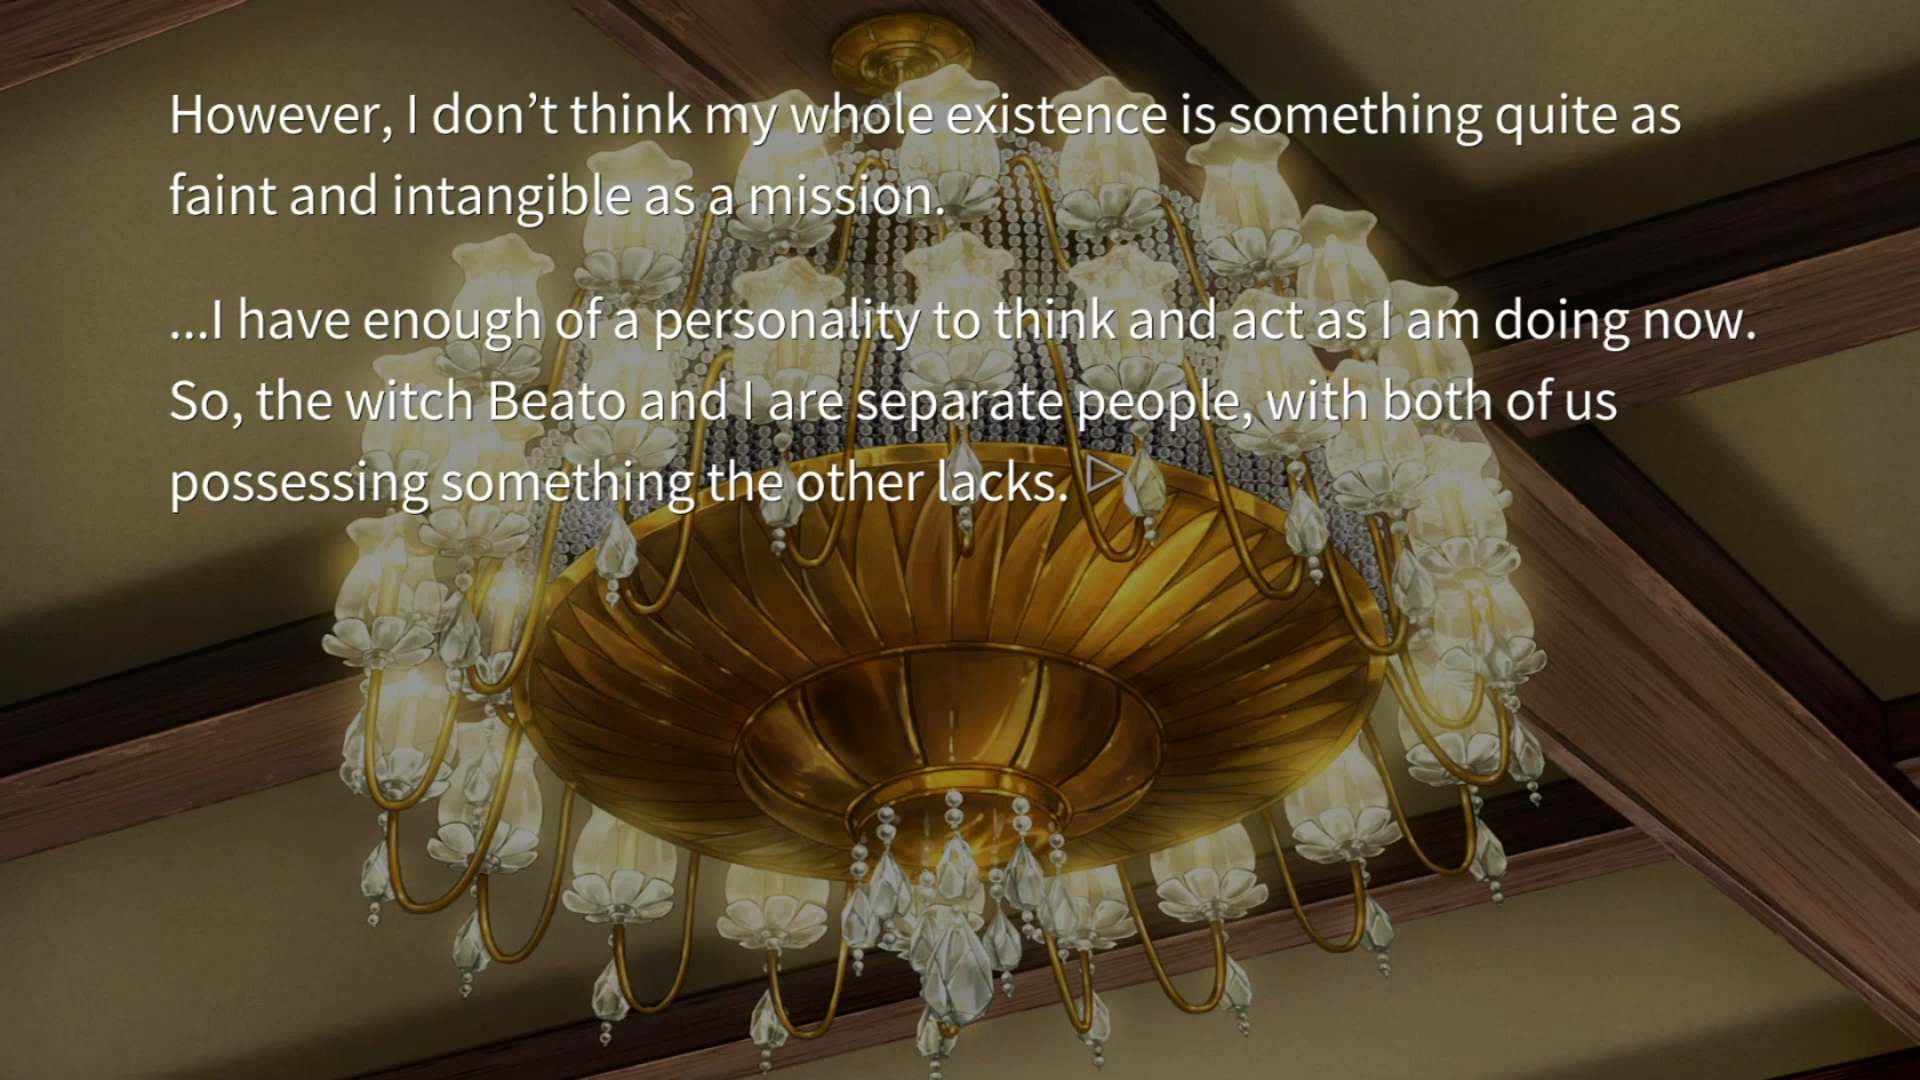 However, I don’t think my whole existence is something quite as
faint and intangible as a mission.
...I have enough of a personality to think and act as I am doing now.
So, the witch Beato and I are separate people, with both of us
possessing something the other lacks.